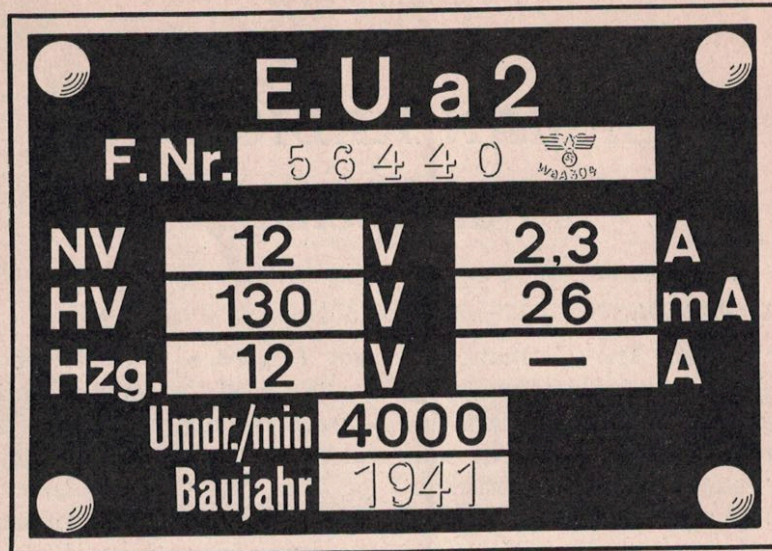 E.U.a 2
F.Nr. 56440 WaA304
NV 12 V 2,3 A
HV 130 V 26 mA
Hzg. 12 V — A
Umdr./min 4000
Baujahr 1941